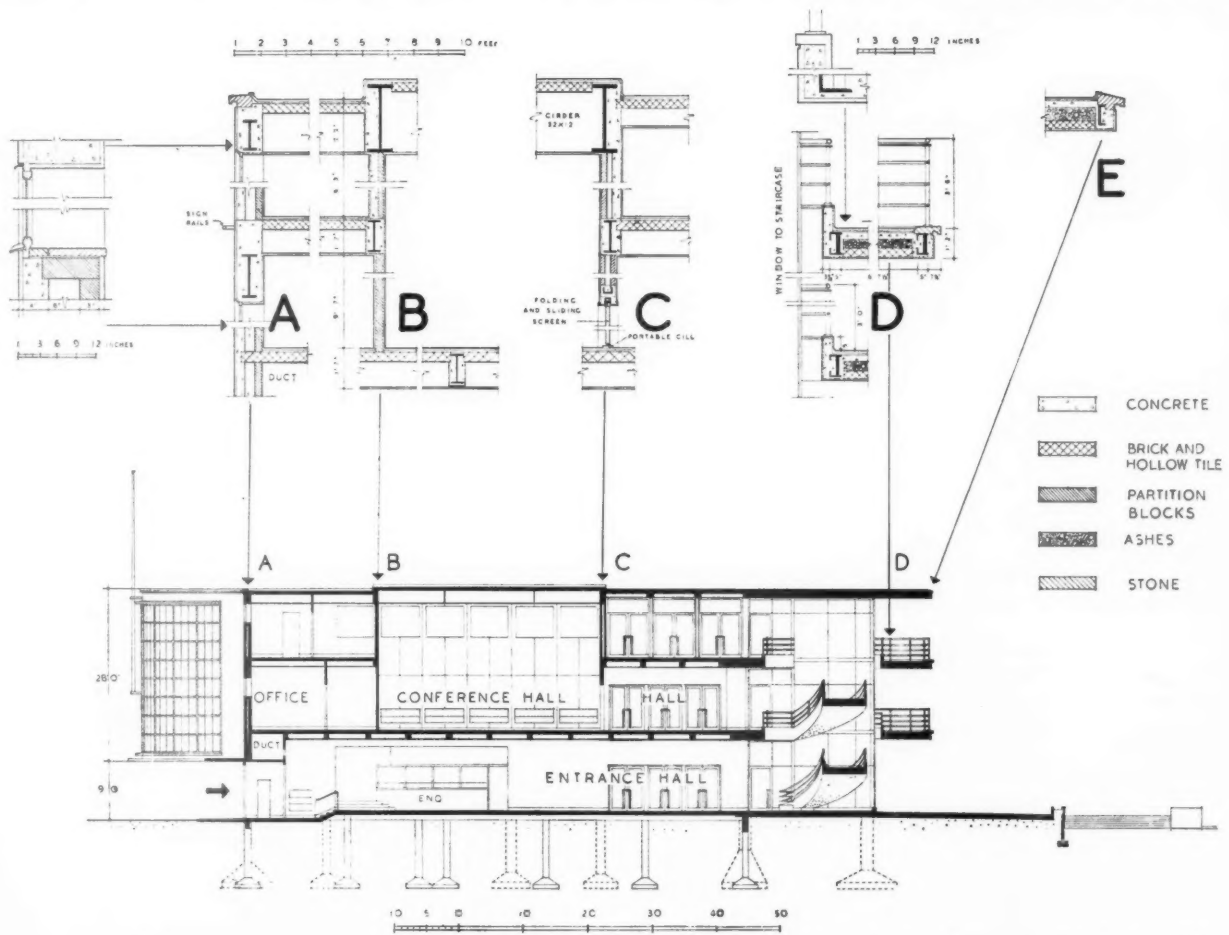 1 2 3 4 5 6 7 8 9 10 FEET
1 3 6 9 12 INCHES
GIRDER
32X12
E
SIGN
RAILS
WINDOW TO STAIRCASE
A
B
C
D
FOLDING
AND SLIDING
SCREEN
PORTABLE CILL
1 3 6 9 12 INCHES
DUCT
CONCRETE
BRICK AND
HOLLOW TILE
PARTITION
BLOCKS
ASHES
STONE
A
B
C
D
28'0"
OFFICE
CONFERENCE HALL
HALL
DUCT
ENTRANCE HALL
ENQ
10 5 0 10 20 30 40 50